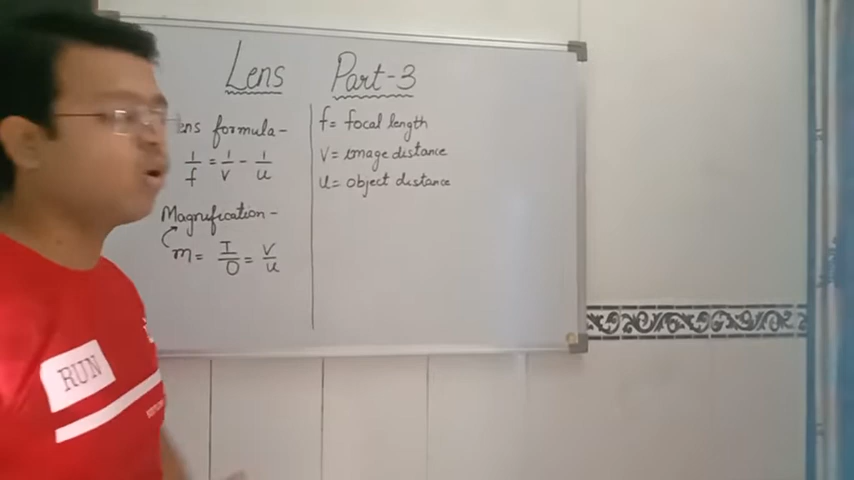 Lens Part-3
ens formula-
1/f = 1/v - 1/u
Magnification-
m = I/O = v/u
f = focal length
v = image distance
u = object distance
RUN